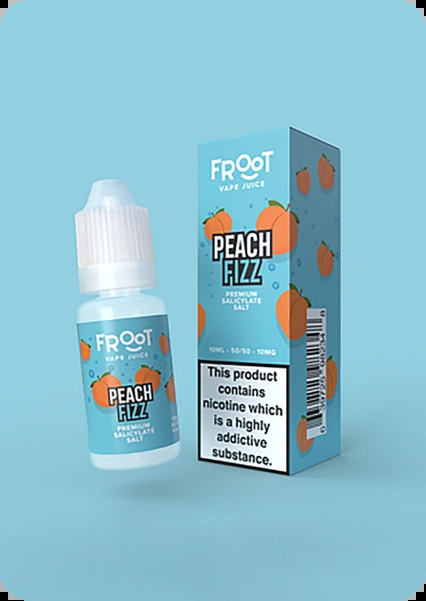 FROOT
VAPE JUICE
PEACH
FIZZ
PREMIUM
SALICYLATE
SALT
10ML - 50/50 - 10MG
This product
contains
nicotine which
is a highly
addictive
substance.
FROOT
VAPE JUICE
PEACH
FIZZ
PREMIUM
SALICYLATE
SALT